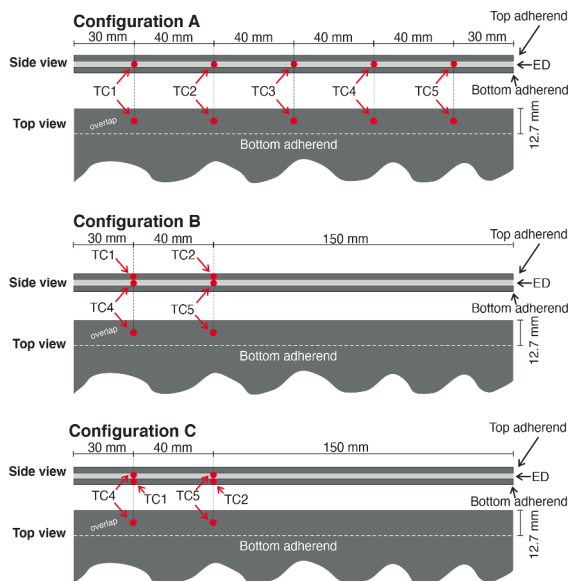 Configuration A
Top adherend
30 mm 40 mm 40 mm 40 mm 40 mm 30 mm
Side view
ED
Bottom adherend
TC1 TC2 TC3 TC4 TC5
overlap
Top view
Bottom adherend
12.7 mm
Configuration B
30 mm 40 mm 150 mm
Top adherend
TC1 TC2
Side view
ED
Bottom adherend
TC4 TC5
overlap
Top view
Bottom adherend
12.7 mm
Configuration C
Top adherend
30 mm 40 mm 150 mm
Side view
ED
TC4 TC1 TC5 TC2
Bottom adherend
overlap
Top view
Bottom adherend
12.7 mm